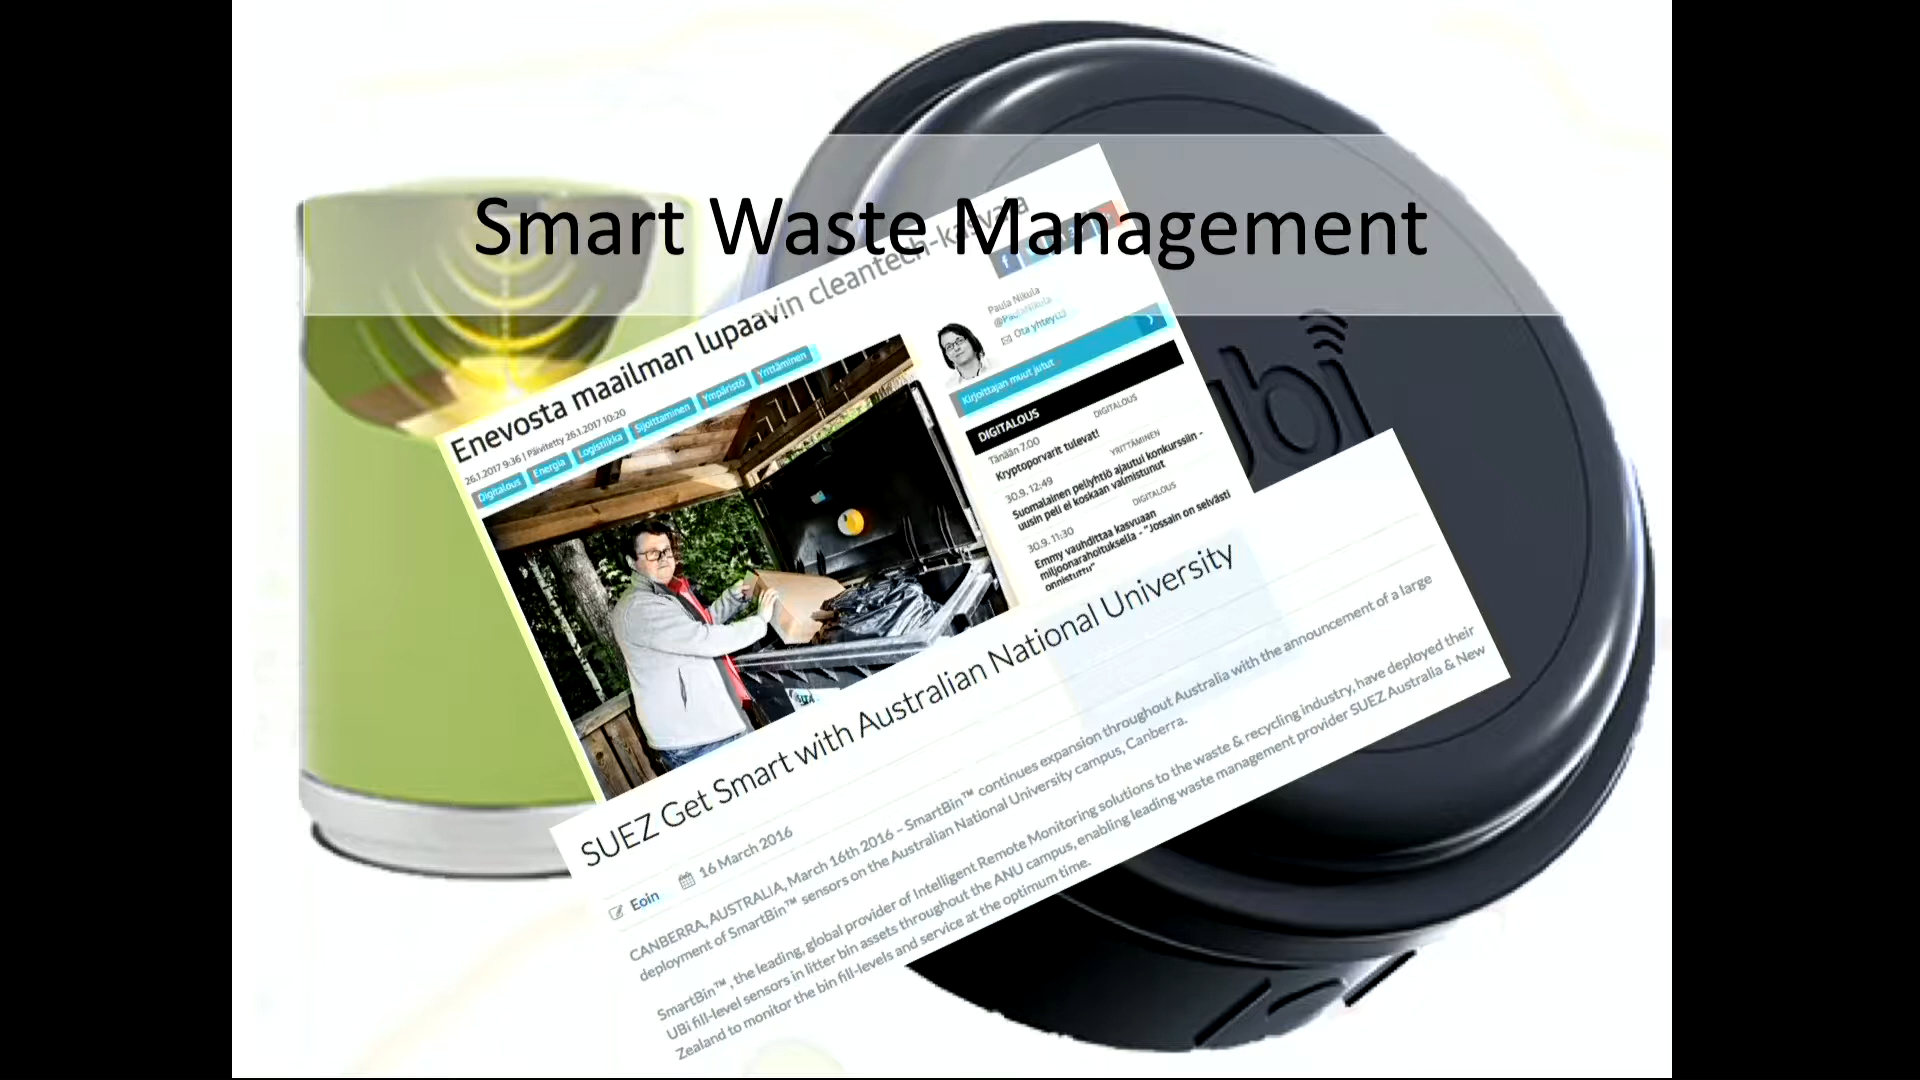 Smart Waste Management
Enevosta maailman lupaavin cleantech-kasvaja
26.1.2017 9:36 | Päivitetty 26.1.2017 10:20
Digitalous Energia Logistiikka Sijoittaminen Ympäristö Yrittäminen
f
Paula Nikula
@PaulaNikula
Ota yhteyttä
Kirjoittajan muut jutut
DIGITALOUS
Tänään 7.00 DIGITALOUS
Kryptoporvarit tulevat!
30.9. 12:49 YRITTÄMINEN
Suomalainen peliyhtiö ajautui konkurssiin -
uusin peli ei koskaan valmistunut
30.9. 11:30 DIGITALOUS
Emmy vauhdittaa kasvuaan
miljoonarahoituksella - "Jossain on selvästi
onnistuttu"
ubi
SUEZ Get Smart with Australian National University
Eoin 16 March 2016
CANBERRA, AUSTRALIA, March 16th 2016 – SmartBin™ continues expansion throughout Australia with the announcement of a large
deployment of SmartBin™ sensors on the Australian National University campus, Canberra.
SmartBin™, the leading, global provider of Intelligent Remote Monitoring solutions to the waste & recycling industry, have deployed their
UBi fill-level sensors in litter bin assets throughout the ANU campus, enabling leading waste management provider SUEZ Australia & New
Zealand to monitor the bin fill-levels and service at the optimum time.